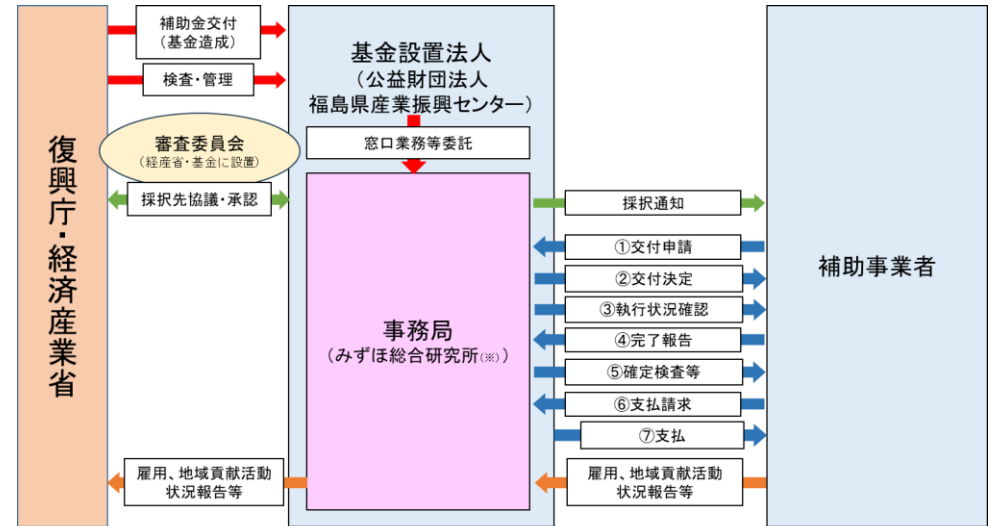 復興庁・経済産業省
補助金交付
(基金造成)
検査・管理
審査委員会
(経産省・基金に設置)
採択先協議・承認
雇用、地域貢献活動
状況報告等
基金設置法人
(公益財団法人
福島県産業振興センター)
窓口業務等委託
事務局
(みずほ総合研究所(※))
採択通知
①交付申請
②交付決定
③執行状況確認
④完了報告
⑤確定検査等
⑥支払請求
⑦支払
雇用、地域貢献活動
状況報告等
補助事業者